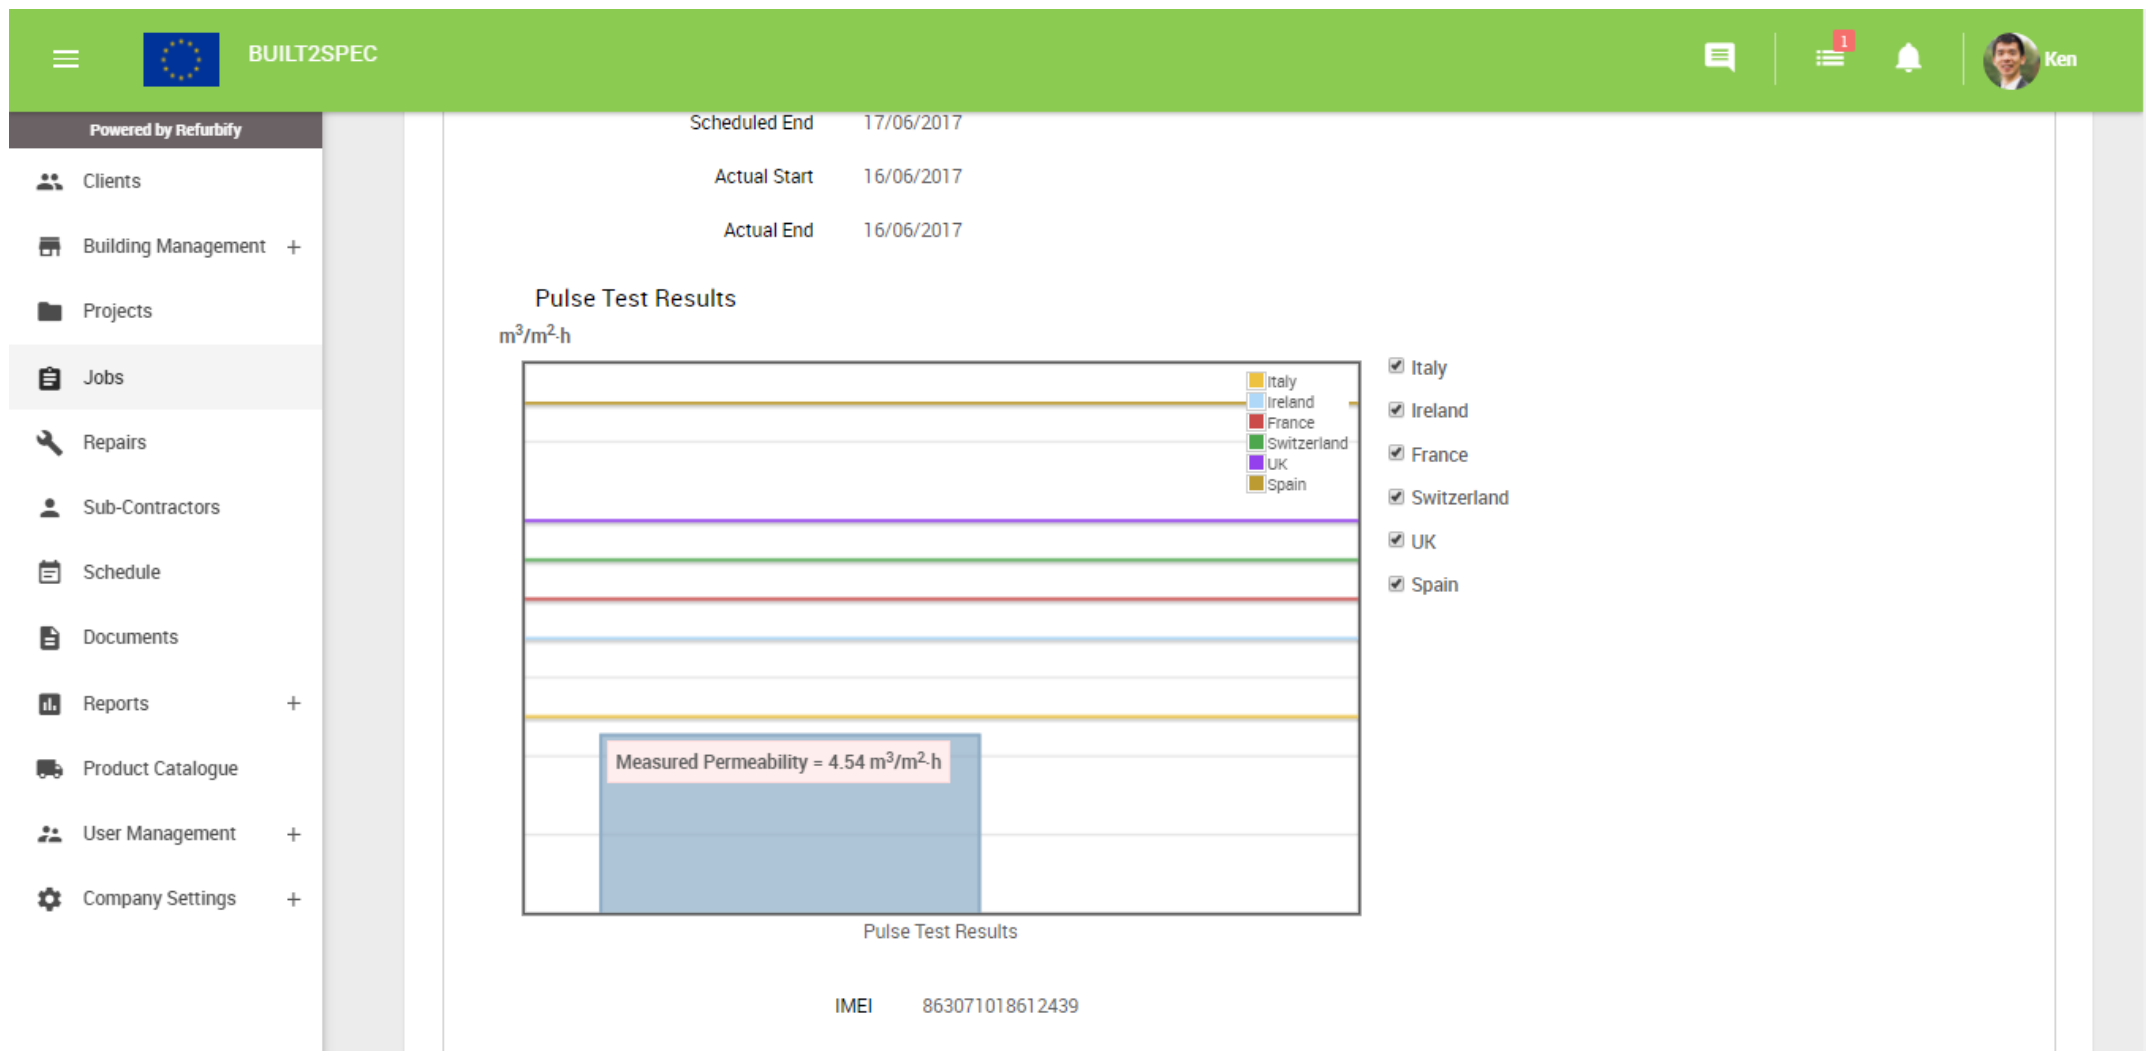 BUILT2SPEC
1
Ken
Powered by Refurbify
Clients
Building Management +
Projects
Jobs
Repairs
Sub-Contractors
Schedule
Documents
Reports +
Product Catalogue
User Management +
Company Settings +
Scheduled End 17/06/2017
Actual Start 16/06/2017
Actual End 16/06/2017
Pulse Test Results
m³/m²·h
Italy
Ireland
France
Switzerland
UK
Spain
Measured Permeability = 4.54 m³/m²·h
Pulse Test Results
Italy
Ireland
France
Switzerland
UK
Spain
IMEI 863071018612439